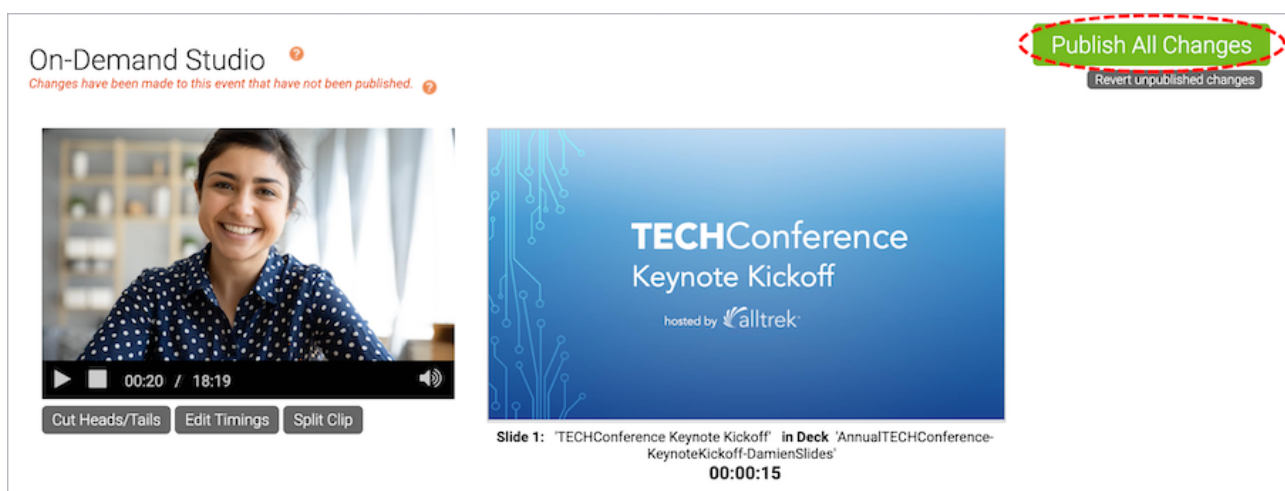 On-Demand Studio ?
Changes have been made to this event that have not been published. ?
Publish All Changes
Revert unpublished changes
00:20 / 18:19
Cut Heads/Tails Edit Timings Split Clip
TECHConference
Keynote Kickoff
hosted by alltrek
Slide 1: 'TECHConference Keynote Kickoff' in Deck 'AnnualTECHConference-
KeynoteKickoff-DamienSlides'
00:00:15